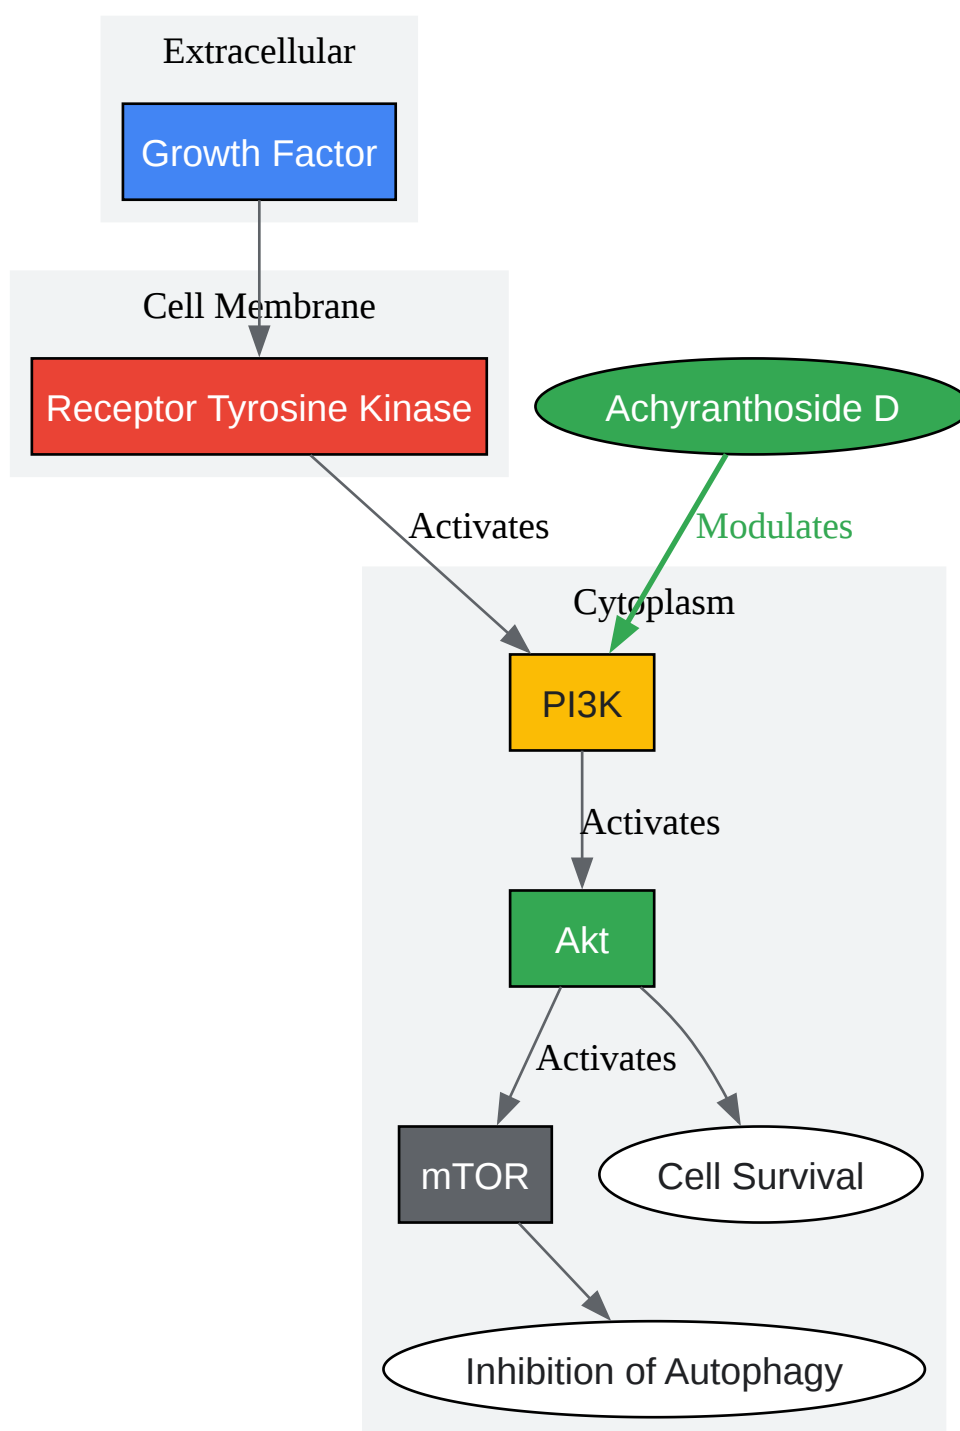 Extracellular
Growth Factor
Cell Membrane
Receptor Tyrosine Kinase
Achyranthoside D
Activates
Modulates
Cytoplasm
PI3K
Activates
Akt
Activates
mTOR
Cell Survival
Inhibition of Autophagy